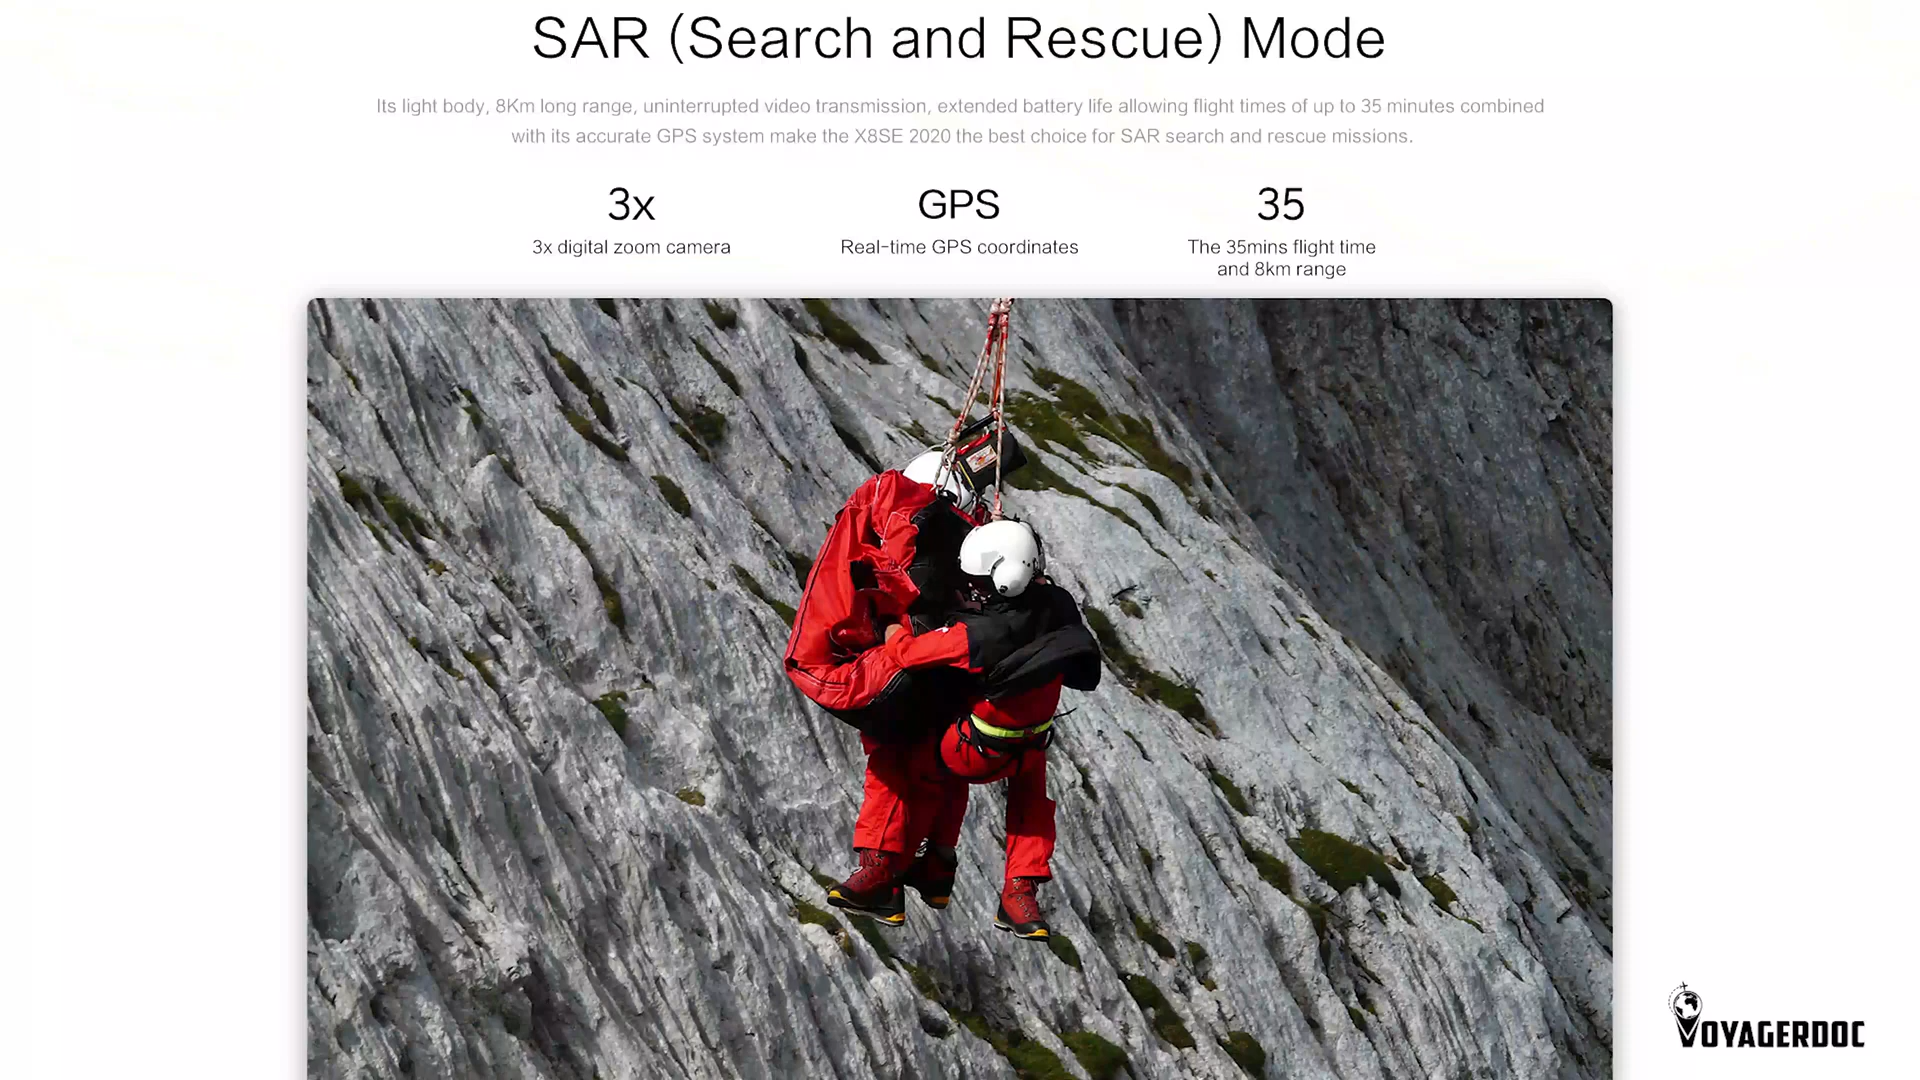 SAR (Search and Rescue) Mode
Its light body, 8Km long range, uninterrupted video transmission, extended battery life allowing flight times of up to 35 minutes combined
with its accurate GPS system make the X8SE 2020 the best choice for SAR search and rescue missions.
3x
3x digital zoom camera
GPS
Real-time GPS coordinates
35
The 35mins flight time
and 8km range
VOYAGERDOC